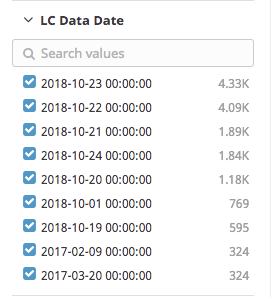 LC Data Date
Search values
2018-10-23 00:00:00 4.33K
2018-10-22 00:00:00 4.09K
2018-10-21 00:00:00 1.89K
2018-10-24 00:00:00 1.84K
2018-10-20 00:00:00 1.18K
2018-10-01 00:00:00 769
2018-10-19 00:00:00 595
2017-02-09 00:00:00 324
2017-03-20 00:00:00 324